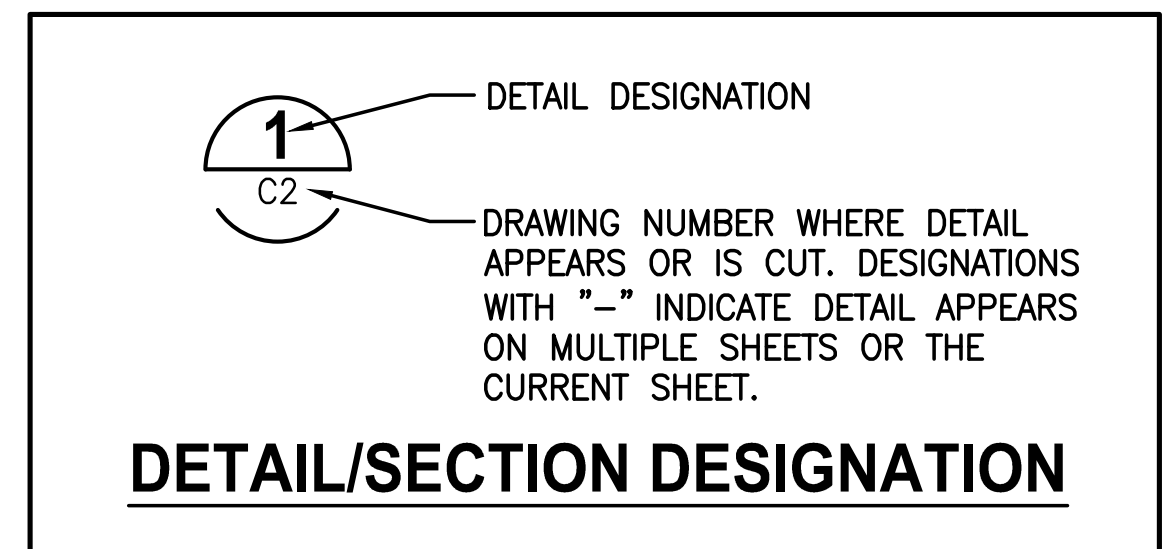 DETAIL DESIGNATION
1
C2
DRAWING NUMBER WHERE DETAIL
APPEARS OR IS CUT. DESIGNATIONS
WITH "–" INDICATE DETAIL APPEARS
ON MULTIPLE SHEETS OR THE
CURRENT SHEET.
DETAIL/SECTION DESIGNATION